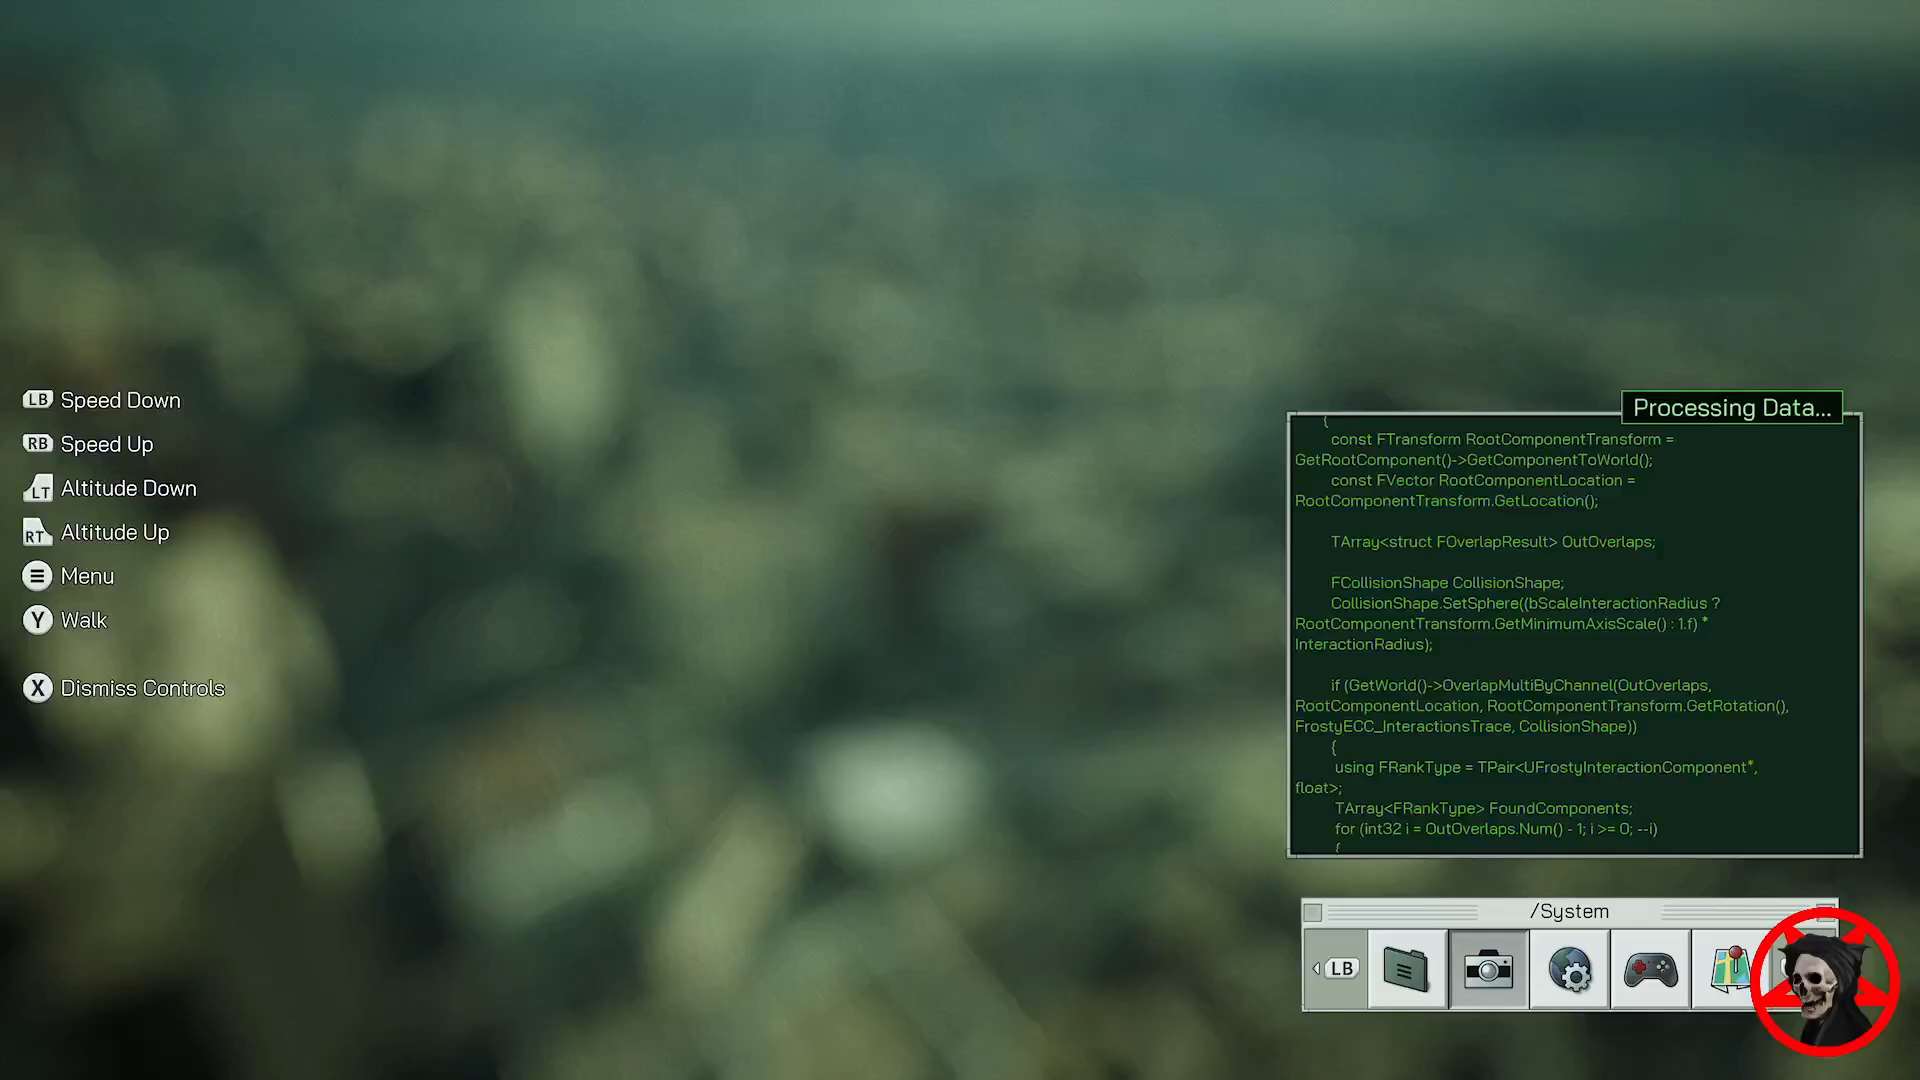 LB Speed Down
RB Speed Up
LT Altitude Down
RT Altitude Up
Menu
Y Walk
X Dismiss Controls
Processing Data...
{
const FTransform RootComponentTransform =
GetRootComponent()->GetComponentToWorld();
const FVector RootComponentLocation =
RootComponentTransform.GetLocation();
TArray<struct FOverlapResult> OutOverlaps;
FCollisionShape CollisionShape;
CollisionShape.SetSphere((bScaleInteractionRadius ?
RootComponentTransform.GetMinimumAxisScale() : 1.f) *
InteractionRadius);
if (GetWorld()->OverlapMultiByChannel(OutOverlaps,
RootComponentLocation, RootComponentTransform.GetRotation(),
FrostyECC_InteractionsTrace, CollisionShape))
{
using FRankType = TPair<UFrostyInteractionComponent*,
float>;
TArray<FRankType> FoundComponents;
for (int32 i = OutOverlaps.Num() - 1; i >= 0; --i)
{
/System
LB